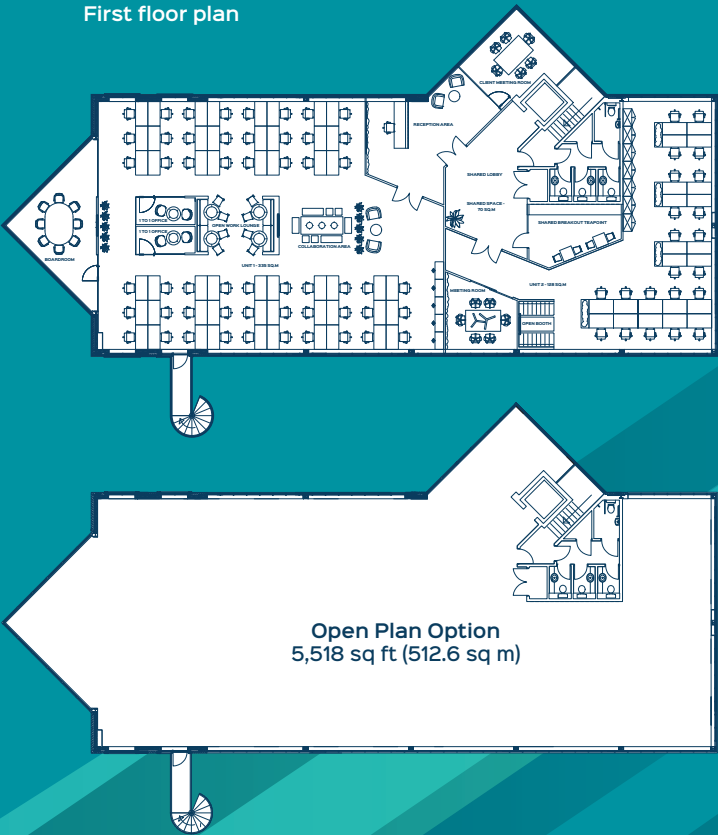 First floor plan
CLIENT MEETING ROOM
RECEPTION AREA
SHARED LOBBY
SHARED SPACE -
70 SQ.M
SHARED BREAKOUT TEAPOINT
1 TO 1 OFFICE
1 TO 1 OFFICE
OPEN WORK LOUNGE
COLLABORATION AREA
BOARDROOM
UNIT 1 - 335 SQ.M
UNIT 2 - 128 SQ.M
MEETING ROOM
OPEN BOOTH
Open Plan Option
5,518 sq ft (512.6 sq m)